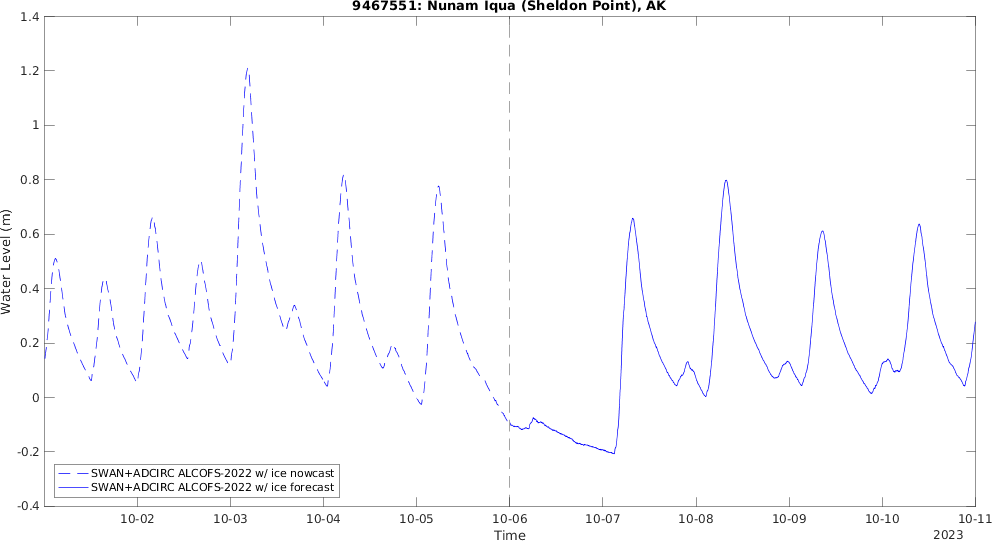 9467551: Nunam Iqua (Sheldon Point), AK
Water Level (m)
1.4
1.2
1
0.8
0.6
0.4
0.2
0
-0.2
-0.4
SWAN+ADCIRC ALCOFS-2022 w/ ice nowcast
SWAN+ADCIRC ALCOFS-2022 w/ ice forecast
10-02 10-03 10-04 10-05 10-06 10-07 10-08 10-09 10-10 10-11
Time
2023